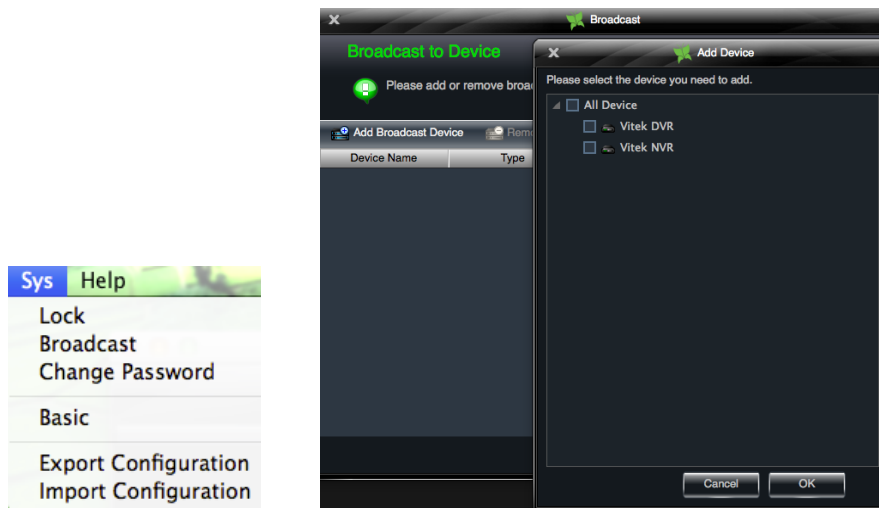 Sys Help
Lock
Broadcast
Change Password
Basic
Export Configuration
Import Configuration
Broadcast
Broadcast to Device
Please add or remove broa
Add Broadcast Device Remo
Device Name Type
Add Device
Please select the device you need to add.
All Device
Vitek DVR
Vitek NVR
Cancel OK